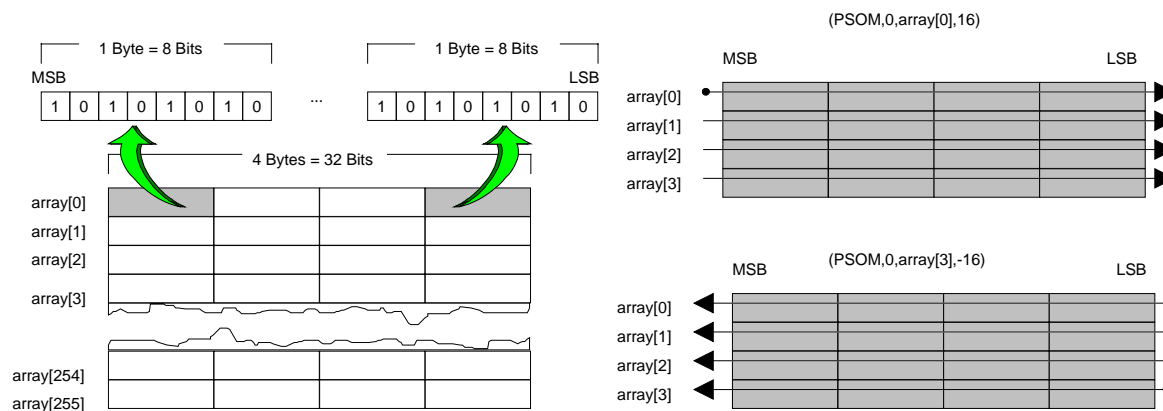 1 Byte = 8 Bits
1 Byte = 8 Bits
MSB
LSB
1 0 1 0 1 0 1 0
...
1 0 1 0 1 0 1 0
4 Bytes = 32 Bits
array[0]
array[1]
array[2]
array[3]
array[254]
array[255]
(PSOM,0,array[0],16)
MSB
LSB
array[0]
array[1]
array[2]
array[3]
(PSOM,0,array[3],-16)
MSB
LSB
array[0]
array[1]
array[2]
array[3]